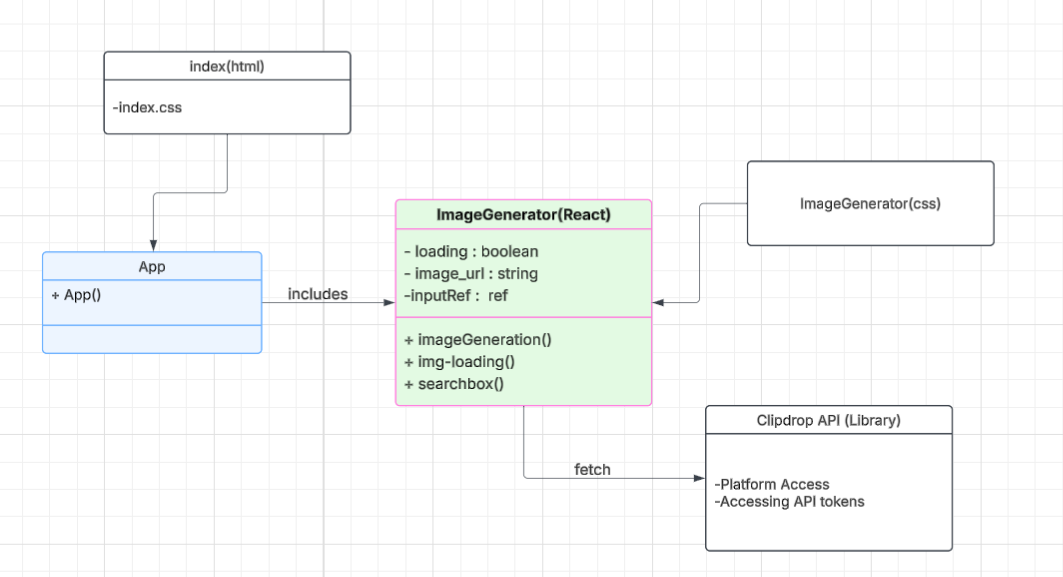 index(html)
-index.css
App
+ App()
includes
ImageGenerator(React)
- loading : boolean
- image_url : string
-inputRef :  ref
+ imageGeneration()
+ img-loading()
+ searchbox()
ImageGenerator(css)
fetch
Clipdrop API (Library)
-Platform Access
-Accessing API tokens